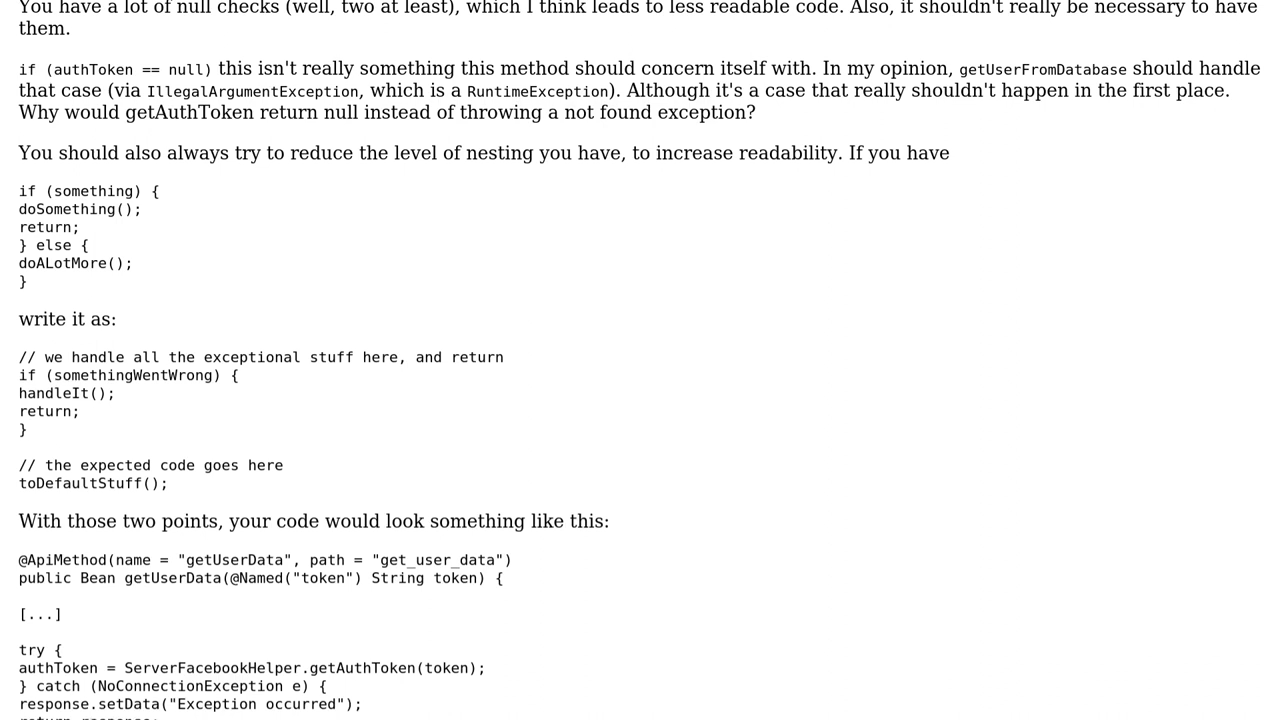 You have a lot of null checks (well, two at least), which I think leads to less readable code. Also, it shouldn't really be necessary to have
them.
if (authToken == null) this isn't really something this method should concern itself with. In my opinion, getUserFromDatabase should handle
that case (via IllegalArgumentException, which is a RuntimeException). Although it's a case that really shouldn't happen in the first place.
Why would getAuthToken return null instead of throwing a not found exception?
You should also always try to reduce the level of nesting you have, to increase readability. If you have
if (something) {
doSomething();
return;
} else {
doALotMore();
}
write it as:
// we handle all the exceptional stuff here, and return
if (somethingWentWrong) {
handleIt();
return;
}
// the expected code goes here
toDefaultStuff();
With those two points, your code would look something like this:
@ApiMethod(name = "getUserData", path = "get_user_data")
public Bean getUserData(@Named("token") String token) {
[...]
try {
authToken = ServerFacebookHelper.getAuthToken(token);
} catch (NoConnectionException e) {
response.setData("Exception occurred");
return response;